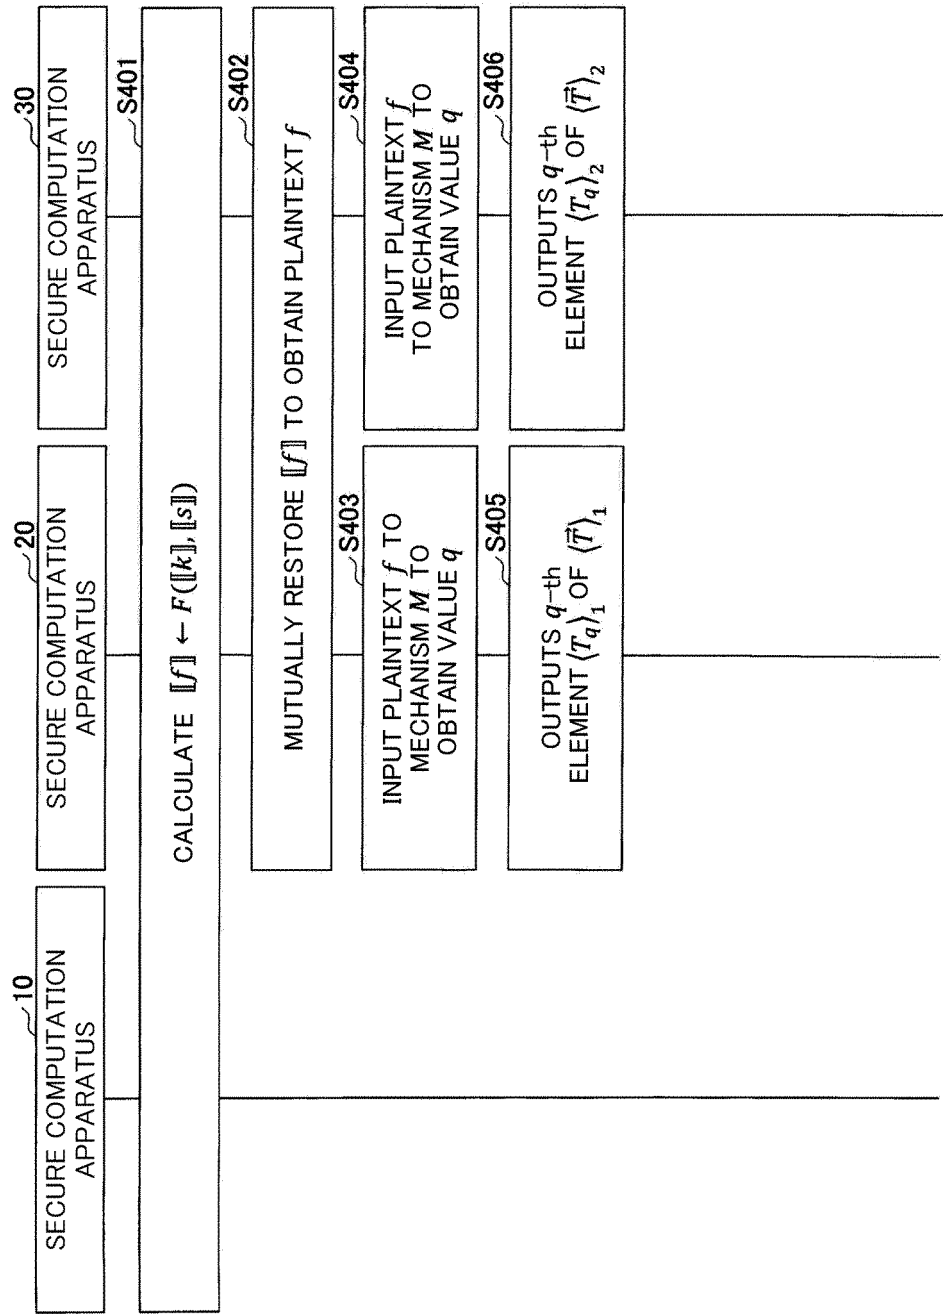 10
SECURE COMPUTATION
APPARATUS
20
SECURE COMPUTATION
APPARATUS
30
SECURE COMPUTATION
APPARATUS
S401
CALCULATE ⟦f⟧ ← F(⟦k⟧, ⟦s⟧)
S402
MUTUALLY RESTORE ⟦f⟧ TO OBTAIN PLAINTEXT f
S403
INPUT PLAINTEXT f TO
MECHANISM M TO
OBTAIN VALUE q
S404
INPUT PLAINTEXT f
TO MECHANISM M TO
OBTAIN VALUE q
S405
OUTPUTS q-th
ELEMENT ⟨T_q⟩_1 OF ⟨T⃗⟩_1
S406
OUTPUTS q-th
ELEMENT ⟨T_q⟩_2 OF ⟨T⃗⟩_2